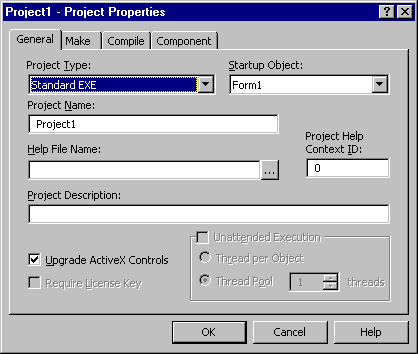 Project1 - Project Properties
General Make Compile Component
Project Type: Startup Object:
Standard EXE Form1
Project Name:
Project1
Help File Name: Project Help
Context ID:
... 0
Project Description:
Unattended Execution
Upgrade ActiveX Controls Thread per Object
Require License Key Thread Pool 1 threads
OK Cancel Help